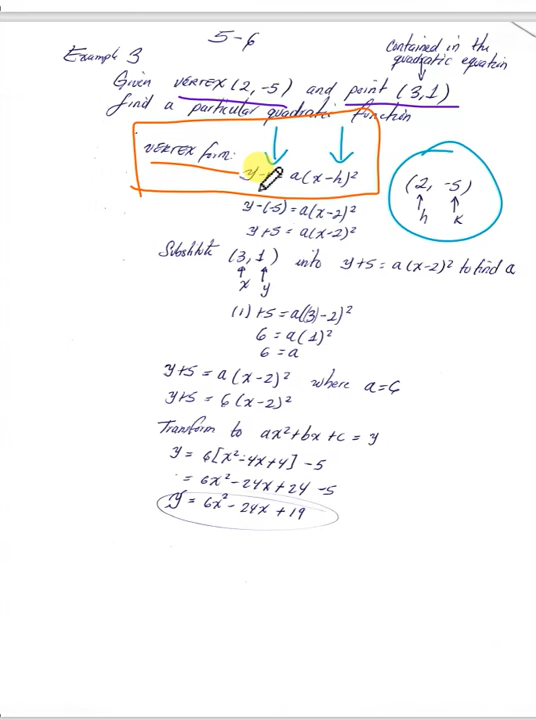 5-6
Example 3
contained in the
quadratic equation
Given VERTEX (2, -5) and point (3,1)
find a particular quadratic function
VERTEX form:
y-k = a(x-h)²
(2, -5)
h k
y-(-5) = a(x-2)²
y+5 = a(x-2)²
Substitute (3, 1) into y+5 = a(x-2)² to find a
x y
(1)+5 = a((3)-2)²
6 = a(1)²
6 = a
y+5 = a(x-2)² where a=6
y+5 = 6(x-2)²
Transform to ax²+bx+c = y
y = 6[x²-4x+4] -5
= 6x²-24x+24 -5
y = 6x²-24x+19